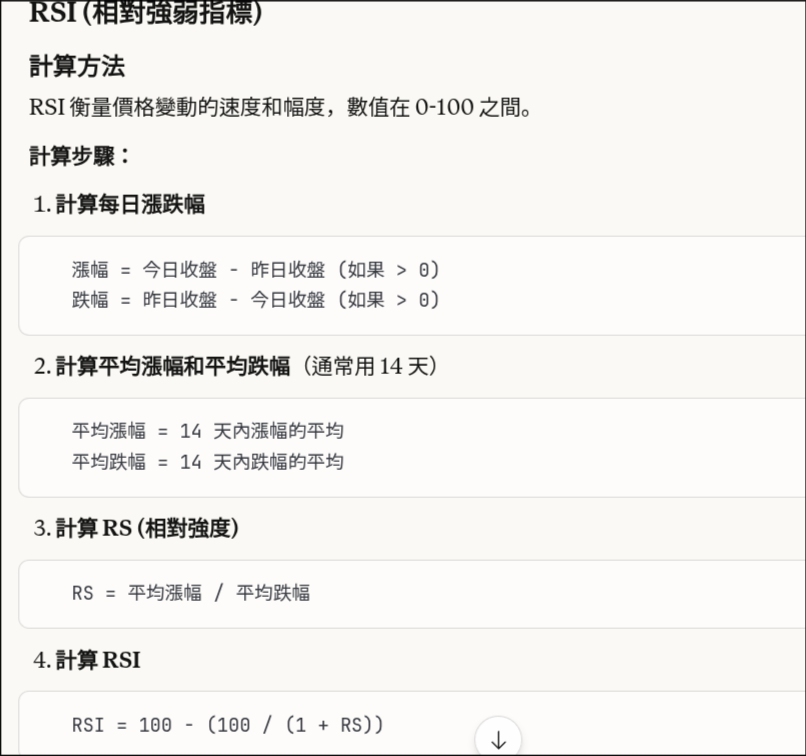 RSI (相對強弱指標)
計算方法
RSI 衡量價格變動的速度和幅度，數值在 0-100 之間。
計算步驟：
1. 計算每日漲跌幅
漲幅 = 今日收盤 - 昨日收盤 (如果 > 0)
跌幅 = 昨日收盤 - 今日收盤 (如果 > 0)
2. 計算平均漲幅和平均跌幅（通常用 14 天）
平均漲幅 = 14 天內漲幅的平均
平均跌幅 = 14 天內跌幅的平均
3. 計算 RS (相對強度)
RS = 平均漲幅 / 平均跌幅
4. 計算 RSI
RSI = 100 - (100 / (1 + RS))